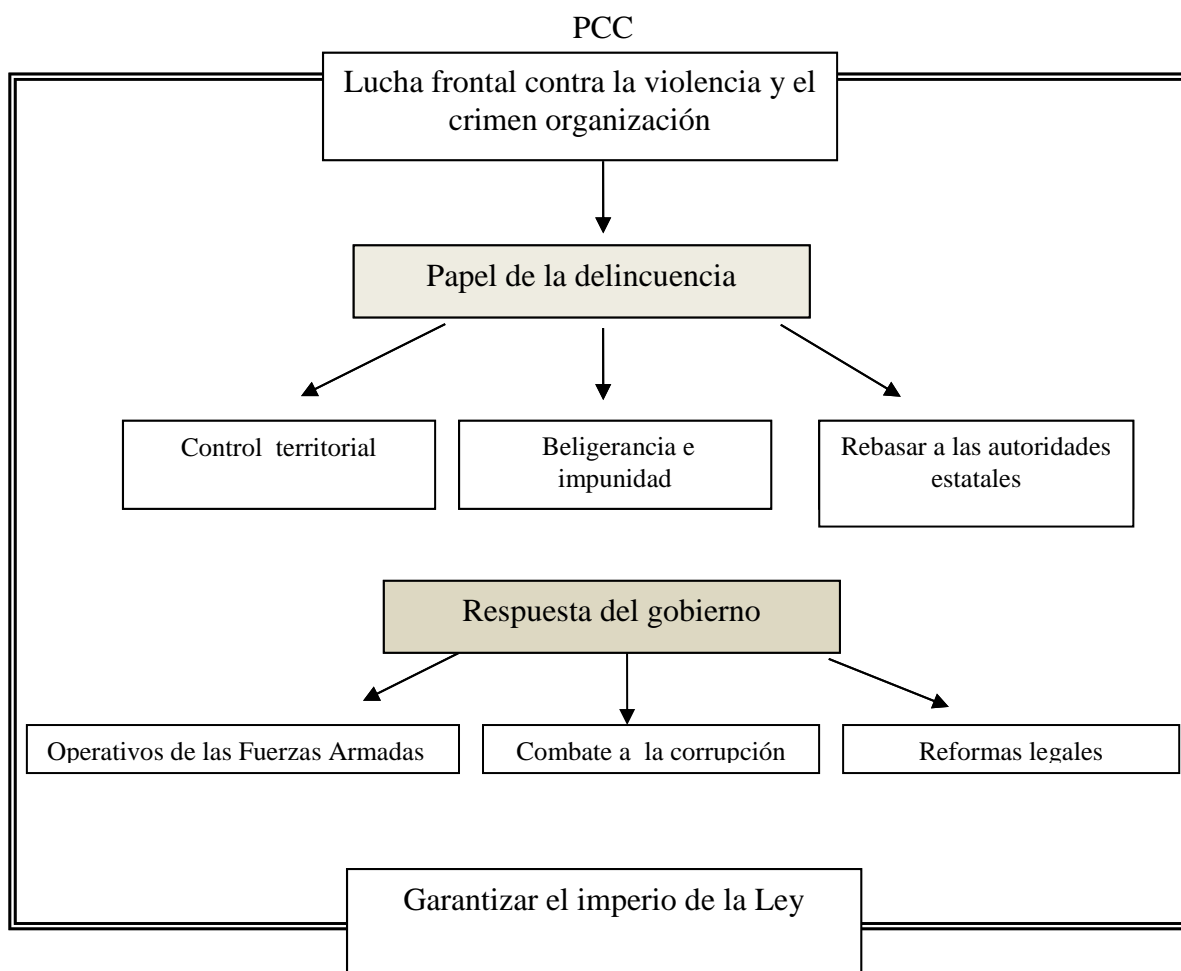 PCC
Lucha frontal contra la violencia y el
crimen organización
Papel de la delincuencia
Control territorial
Beligerancia e
impunidad
Rebasar a las autoridades
estatales
Respuesta del gobierno
Operativos de las Fuerzas Armadas
Combate a la corrupción
Reformas legales
Garantizar el imperio de la Ley